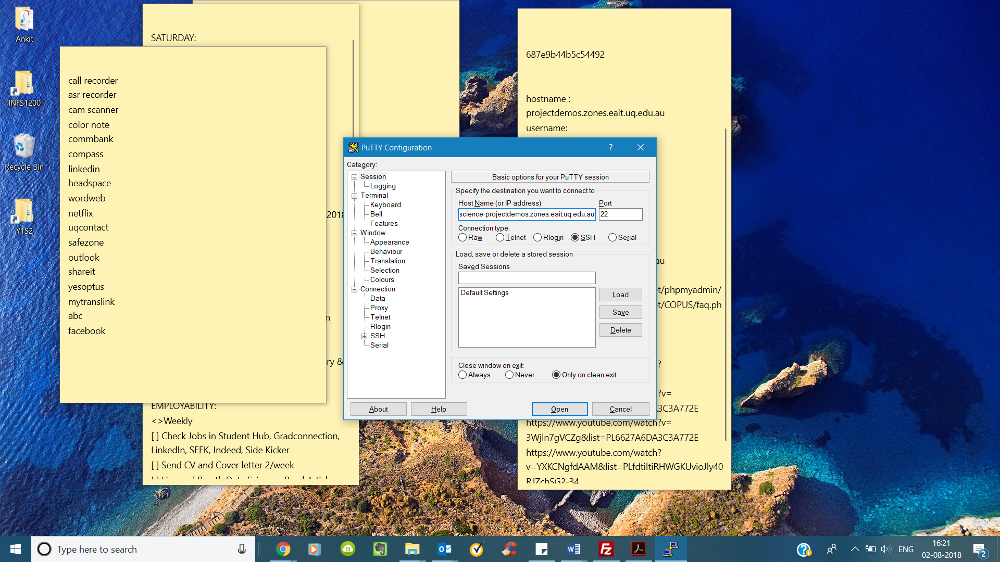 Ankit
INFS1200
Recycle Bin
Y1S2
SATURDAY:
call recorder
asr recorder
cam scanner
color note
commbank
compass
linkedin
headspace
wordweb
netflix
uqcontact
safezone
outlook
shareit
yesoptus
mytranslink
abc
facebook
2018
n
ry &
EMPLOYABILITY:
<>Weekly
[ ] Check Jobs in Student Hub, Gradconnection,
LinkedIn, SEEK, Indeed, Side Kicker
[ ] Send CV and Cover letter 2/week
687e9b44b5c54492
hostname :
projectdemos.zones.eait.uq.edu.au
username:
au
et/phpmyadmin/
et/COPUS/faq.ph
?
?v=
A3C3A772E
https://www.youtube.com/watch?v=
3Wjln7gVCZg&list=PL6627A6DA3C3A772E
https://www.youtube.com/watch?
v=YXKCNgfdAAM&list=PLfdtiltiRHWGKUvioJly40
RJZchSG2-34
PuTTY Configuration
?
Category:
Session
Logging
Terminal
Keyboard
Bell
Features
Window
Appearance
Behaviour
Translation
Selection
Colours
Connection
Data
Proxy
Telnet
Rlogin
SSH
Serial
Basic options for your PuTTY session
Specify the destination you want to connect to
Host Name (or IP address) Port
science-projectdemos.zones.eait.uq.edu.au 22
Connection type:
Raw Telnet Rlogin SSH Serial
Load, save or delete a stored session
Saved Sessions
Default Settings
Load
Save
Delete
Close window on exit:
Always Never Only on clean exit
About Help Open Cancel
Type here to search
ENG
16:21
02-08-2018
2